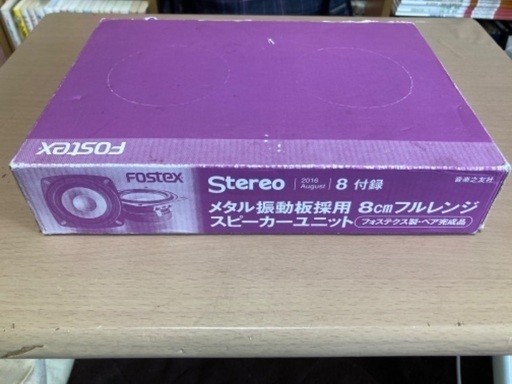 FOSTEX
FOSTEX
Stereo 2016 August 8 付録
音楽之友社
メタル振動板採用 8cmフルレンジ
スピーカーユニット フォステクス製・ペア完成品